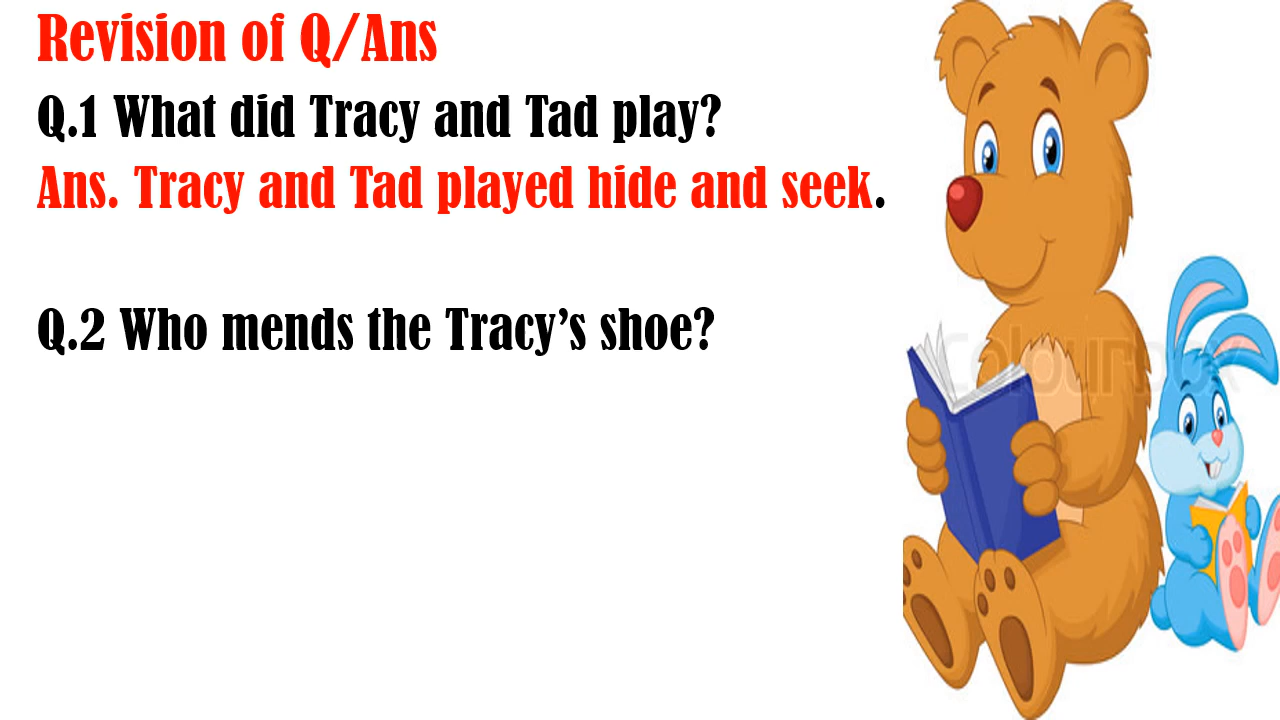 Revision of Q/Ans
Q.1 What did Tracy and Tad play?
Ans. Tracy and Tad played hide and seek.
Q.2 Who mends the Tracy's shoe?